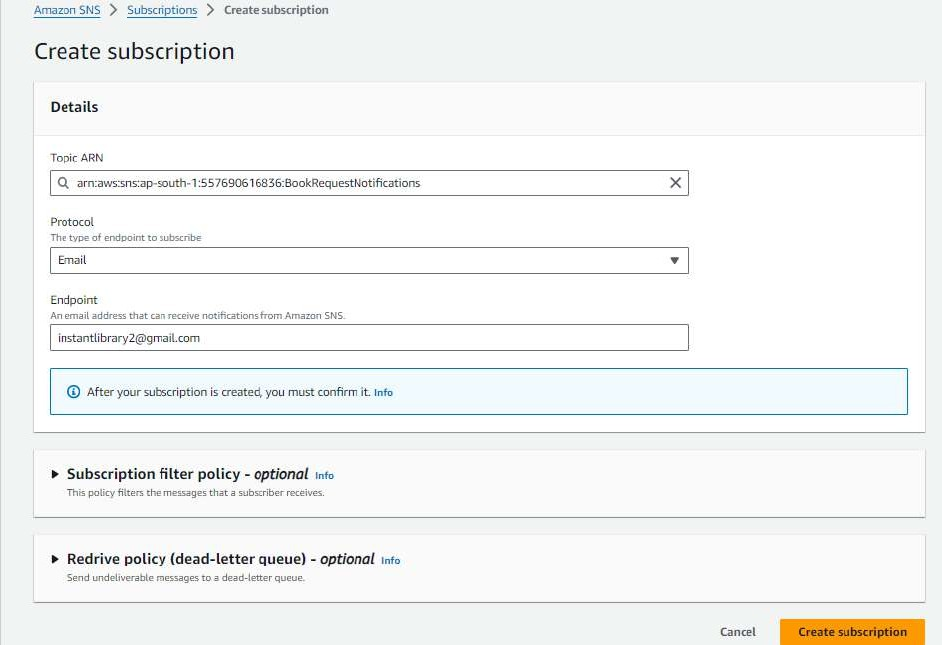 Amazon SNS > Subscriptions > Create subscription
Create subscription
Details
Topic ARN
arn:aws:sns:ap-south-1:557690616836:BookRequestNotifications
Protocol
The type of endpoint to subscribe
Email
Endpoint
An email address that can receive notifications from Amazon SNS.
instantlibrary2@gmail.com
After your subscription is created, you must confirm it. Info
Subscription filter policy - optional Info
This policy filters the messages that a subscriber receives.
Redrive policy (dead-letter queue) - optional Info
Send undeliverable messages to a dead-letter queue.
Cancel Create subscription